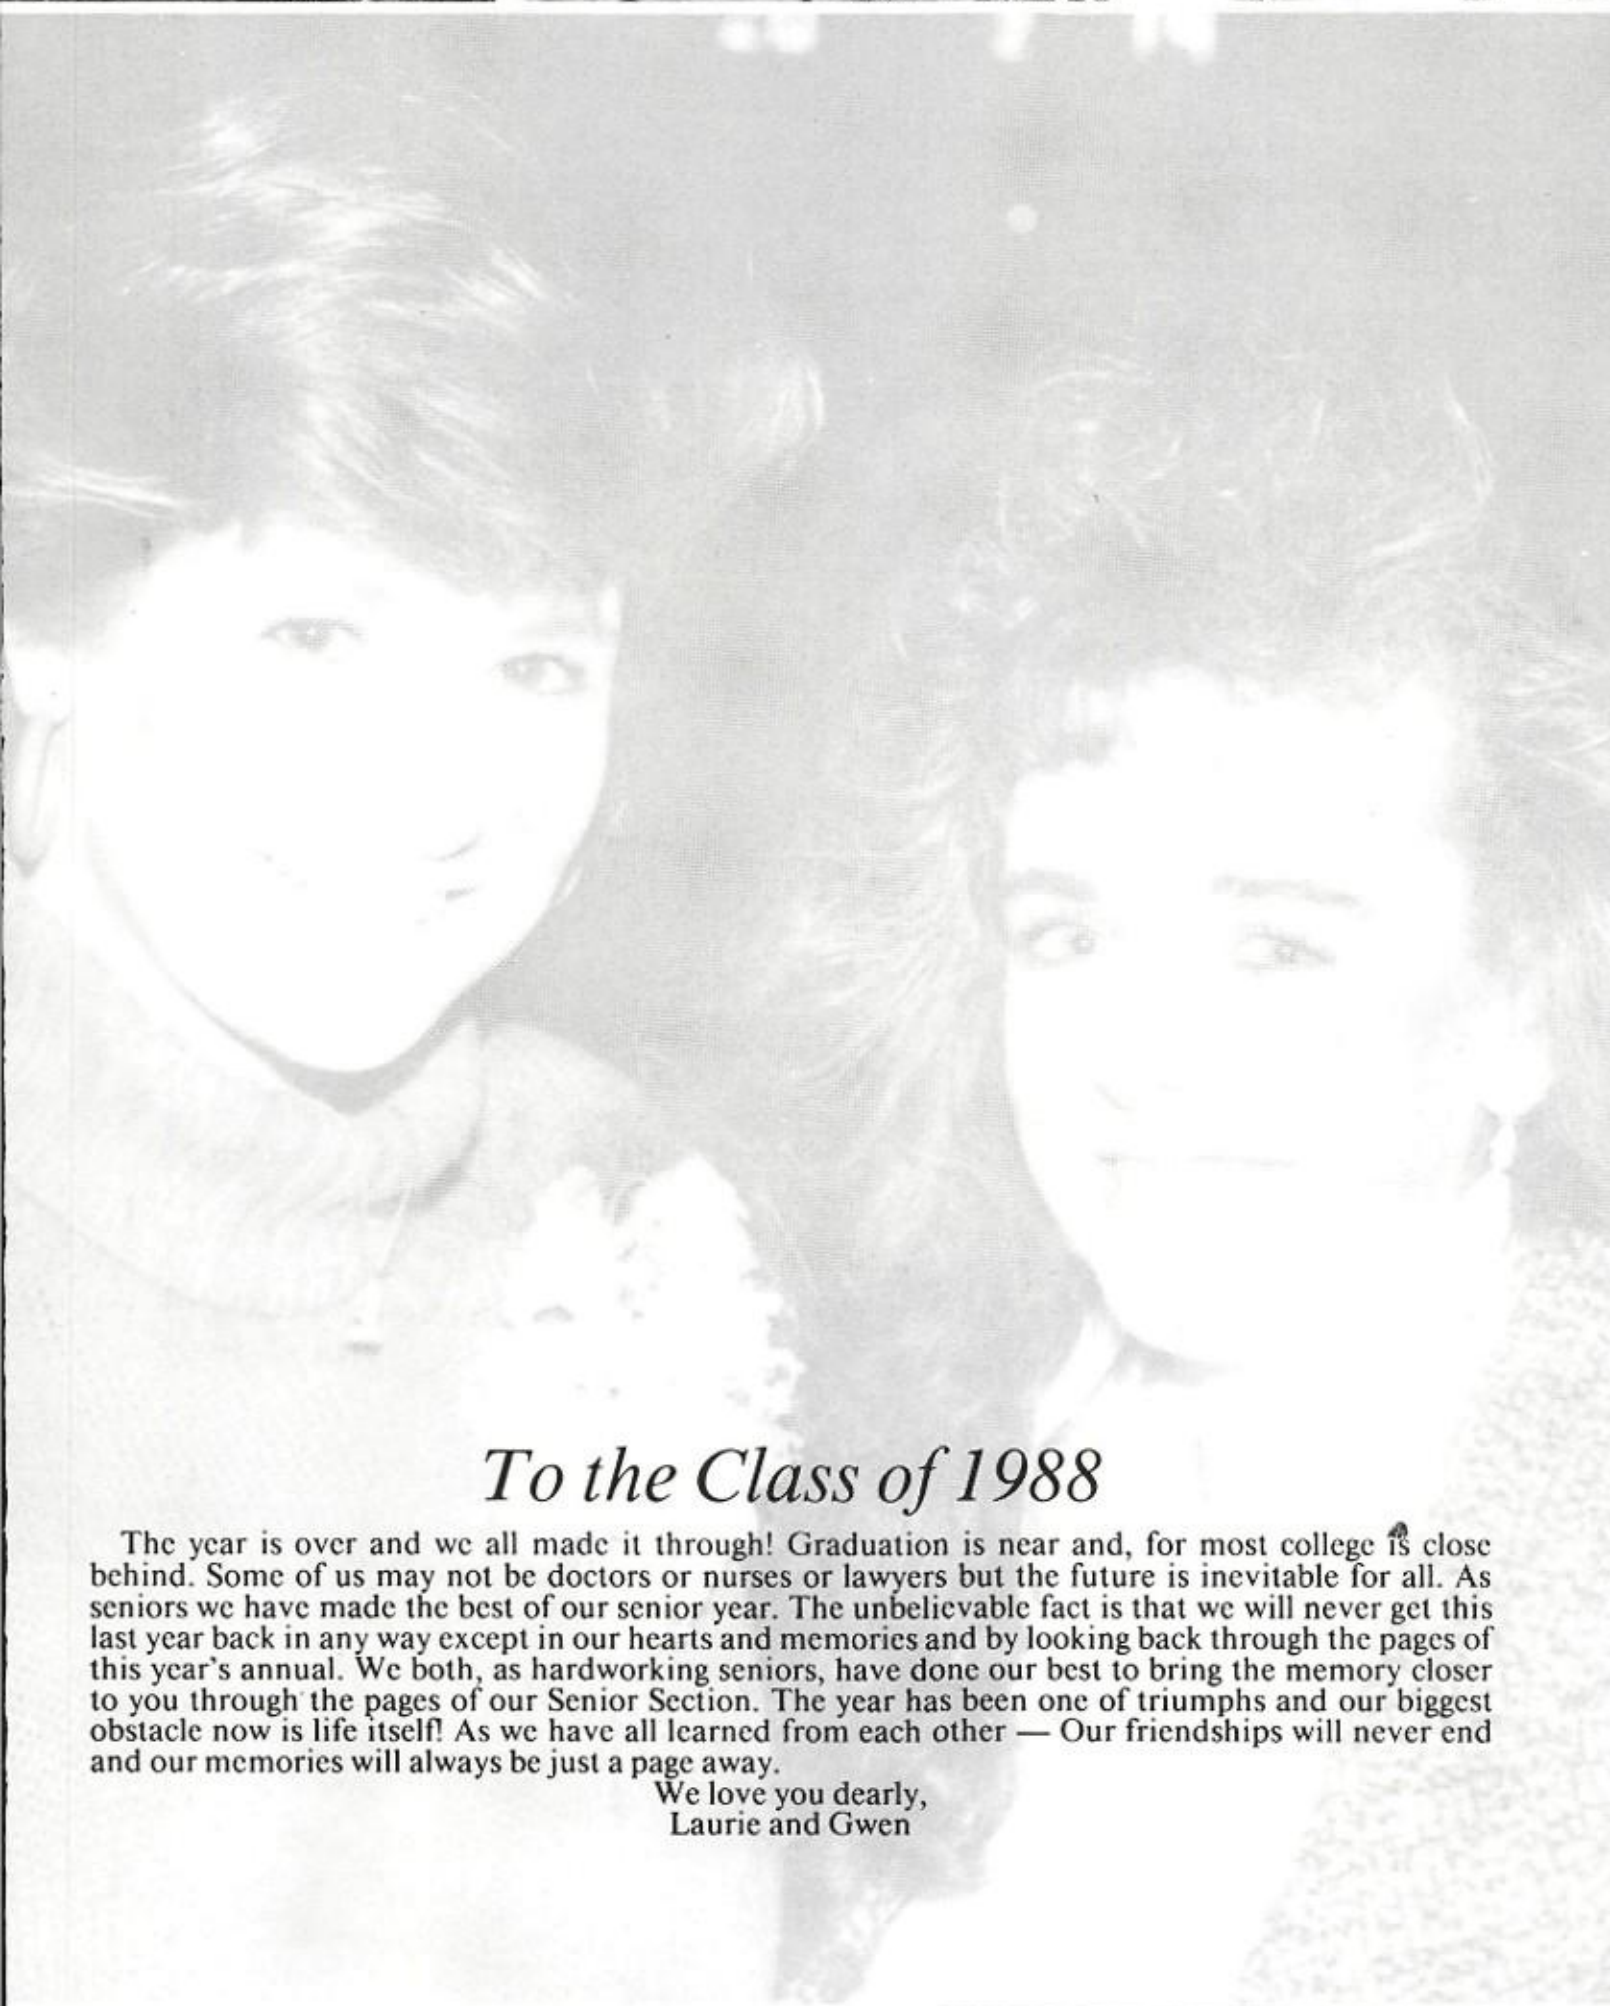 To the Class of 1988
The year is over and we all made it through! Graduation is near and, for most college is close
behind. Some of us may not be doctors or nurses or lawyers but the future is inevitable for all. As
seniors we have made the best of our senior year. The unbelievable fact is that we will never get this
last year back in any way except in our hearts and memories and by looking back through the pages of
this year's annual. We both, as hardworking seniors, have done our best to bring the memory closer
to you through the pages of our Senior Section. The year has been one of triumphs and our biggest
obstacle now is life itself! As we have all learned from each other — Our friendships will never end
and our memories will always be just a page away.
We love you dearly,
Laurie and Gwen